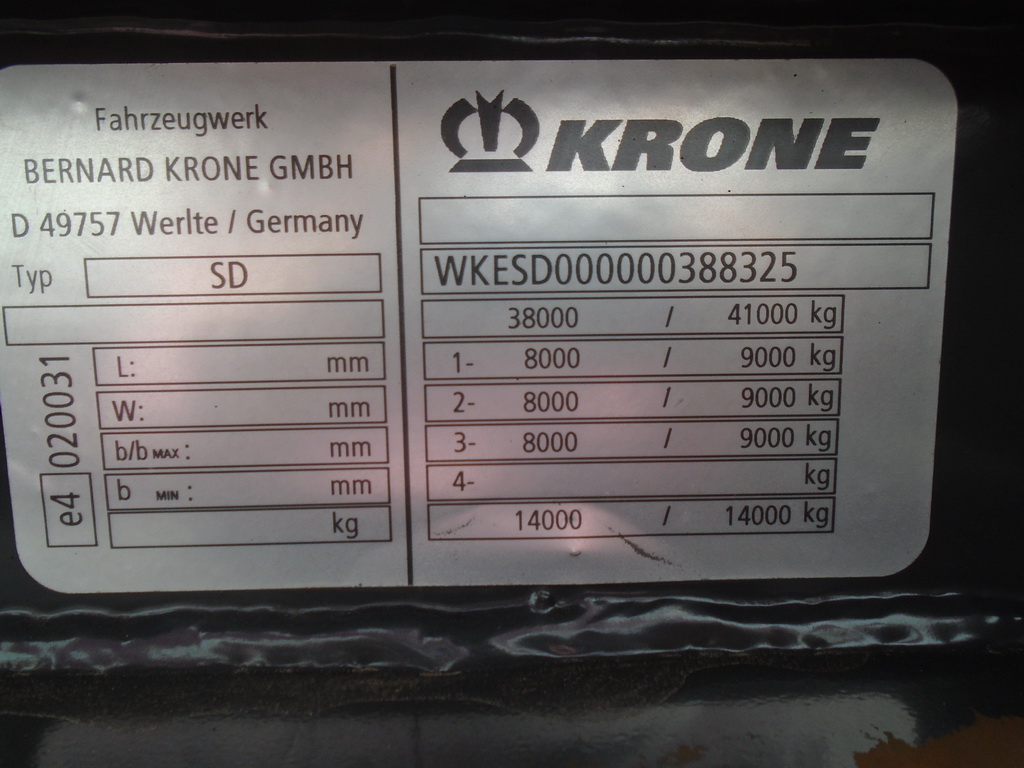 Fahrzeugwerk
BERNARD KRONE GMBH
D 49757 Werlte / Germany
Typ SD
L: mm
W: mm
b/b MAX : mm
b MIN : mm
kg
e4 020031
KRONE
WKESD000000388325
38000 / 41000 kg
1- 8000 / 9000 kg
2- 8000 / 9000 kg
3- 8000 / 9000 kg
4- kg
14000 / 14000 kg